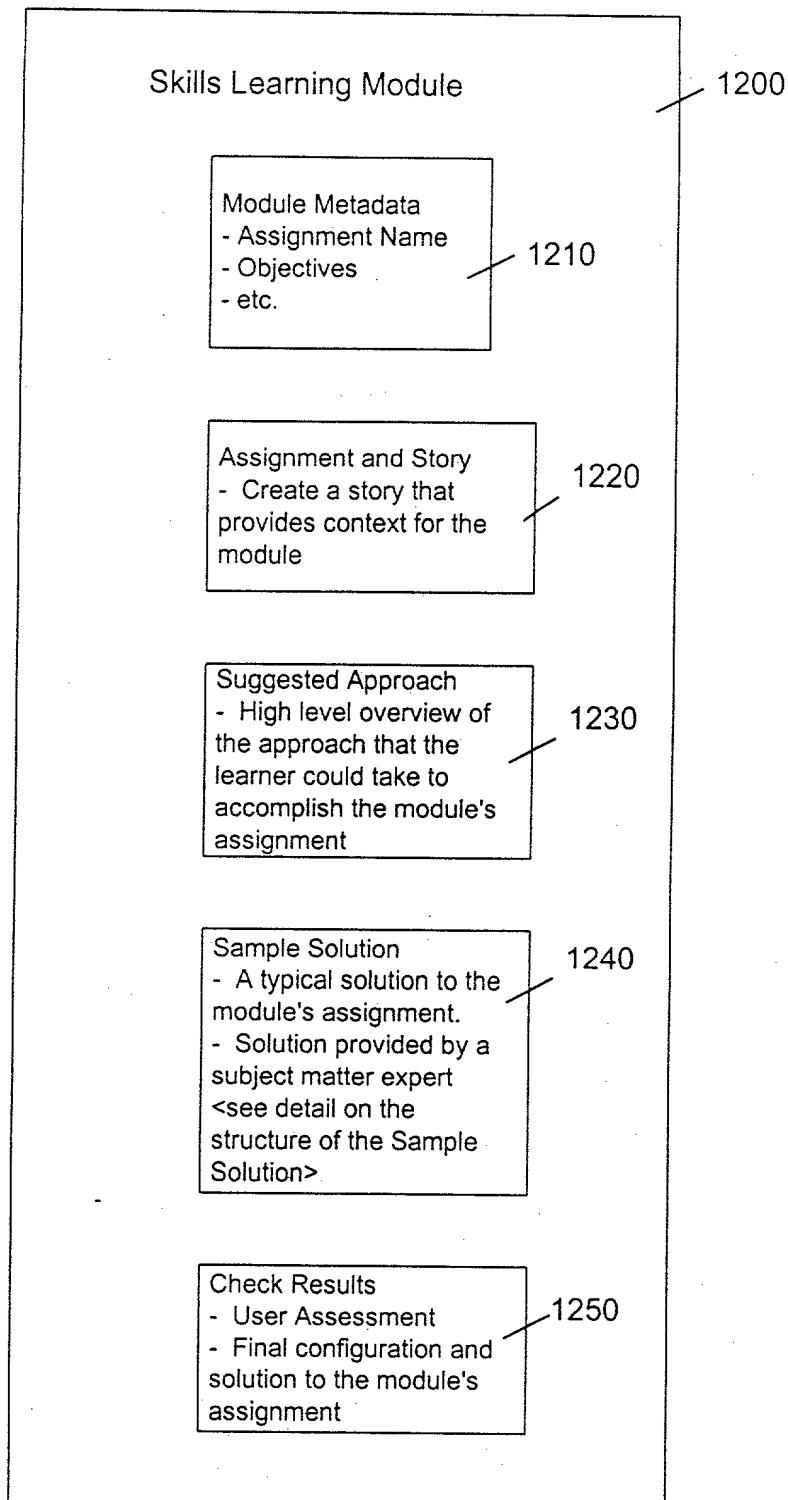 Skills Learning Module
1200
Module Metadata
- Assignment Name
- Objectives
- etc.
1210
Assignment and Story
- Create a story that
provides context for the
module
1220
Suggested Approach
- High level overview of
the approach that the
learner could take to
accomplish the module's
assignment
1230
Sample Solution
- A typical solution to the
module's assignment.
- Solution provided by a
subject matter expert
<see detail on the
structure of the Sample
Solution>
1240
Check Results
- User Assessment
- Final configuration and
solution to the module's
assignment
1250